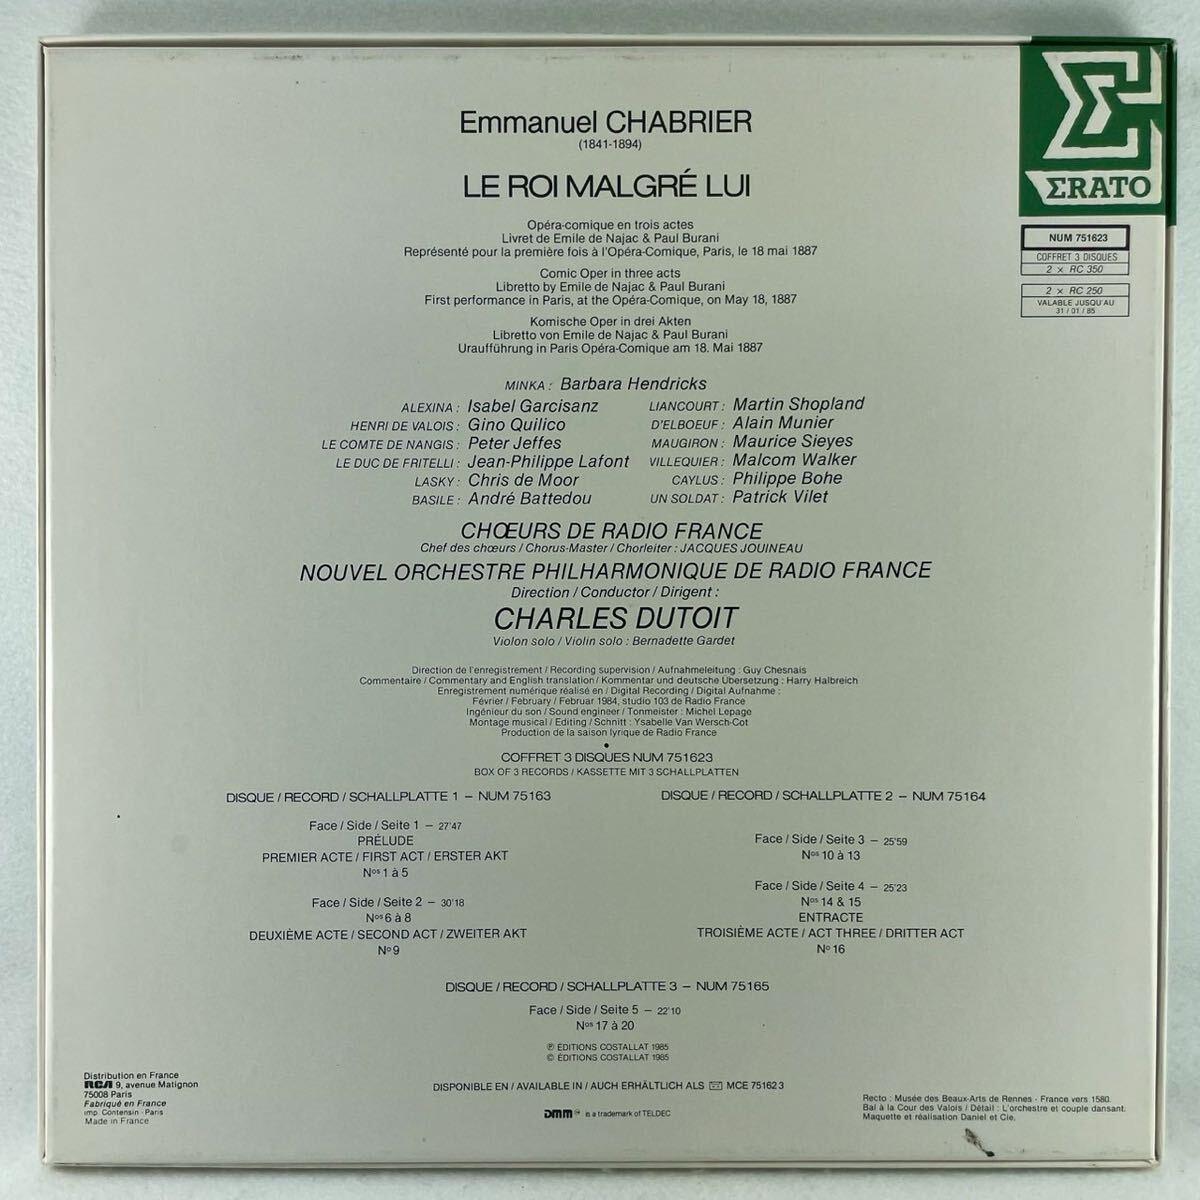 Emmanuel CHABRIER
(1841-1894)
LE ROI MALGRÉ LUI
Opéra-comique en trois actes
Livret de Emile de Najac & Paul Burani
Représenté pour la première fois à l'Opéra-Comique, Paris, le 18 mai 1887
Comic Oper in three acts
Libretto by Emile de Najac & Paul Burani
First performance in Paris, at the Opéra-Comique, on May 18, 1887
Komische Oper in drei Akten
Libretto von Emile de Najac & Paul Burani
Uraufführung in Paris Opéra-Comique am 18. Mai 1887
ΣRATO
NUM 751623
COFFRET 3 DISQUES
2 x RC 350
2 x RC 250
VALABLE JUSQU'AU
31/01/85
MINKA : Barbara Hendricks
ALEXINA : Isabel Garcisanz
HENRI DE VALOIS : Gino Quilico
LE COMTE DE NANGIS : Peter Jeffes
LE DUC DE FRITELLI : Jean-Philippe Lafont
LASKY : Chris de Moor
BASILE : André Battedou
LIANCOURT : Martin Shopland
D'ELBOEUF : Alain Munier
MAUGIRON : Maurice Sieyes
VILLEQUIER : Malcom Walker
CAYLUS : Philippe Bohe
UN SOLDAT : Patrick Vilet
CHŒURS DE RADIO FRANCE
Chef des chœurs / Chorus-Master / Chorleiter : JACQUES JOUINEAU
NOUVEL ORCHESTRE PHILHARMONIQUE DE RADIO FRANCE
Direction / Conductor / Dirigent :
CHARLES DUTOIT
Violon solo / Violin solo : Bernadette Gardet
Direction de l'enregistrement / Recording supervision / Aufnahmeleitung : Guy Chesnais
Commentaire / Commentary and English translation / Kommentar und deutsche Übersetzung : Harry Halbreich
Enregistrement numérique réalisé en / Digital Recording / Digital Aufnahme :
Février / February / Februar 1984, studio 103 de Radio France
Ingénieur du son / Sound engineer / Tonmeister : Michel Lepage
Montage musical / Editing / Schnitt : Ysabelle Van Wersch-Cot
Production de la saison lyrique de Radio France
COFFRET 3 DISQUES NUM 751623
BOX OF 3 RECORDS / KASSETTE MIT 3 SCHALLPLATTEN
DISQUE / RECORD / SCHALLPLATTE 1 – NUM 75163
Face / Side / Seite 1 – 27'47
PRÉLUDE
PREMIER ACTE / FIRST ACT / ERSTER AKT
Nos 1 à 5
Face / Side / Seite 2 – 30'18
Nos 6 à 8
DEUXIÈME ACTE / SECOND ACT / ZWEITER AKT
No 9
DISQUE / RECORD / SCHALLPLATTE 2 – NUM 75164
Face / Side / Seite 3 – 25'59
Nos 10 à 13
Face / Side / Seite 4 – 25'23
Nos 14 & 15
ENTRACTE
TROISIÈME ACTE / ACT THREE / DRITTER ACT
No 16
DISQUE / RECORD / SCHALLPLATTE 3 – NUM 75165
Face / Side / Seite 5 – 22'10
Nos 17 à 20
℗ ÉDITIONS COSTALLAT 1985
© ÉDITIONS COSTALLAT 1985
Distribution en France
RCA 9, avenue Matignon
75008 Paris
Fabriqué en France
imp. Contensin - Paris
Made in France
DISPONIBLE EN / AVAILABLE IN / AUCH ERHÄLTLICH ALS MCE 751623
DMM is a trademark of TELDEC
Recto : Musée des Beaux-Arts de Rennes - France vers 1580.
Bal à la Cour des Valois / Détail : L'orchestre et couple dansant.
Maquette et réalisation Daniel et Cie.